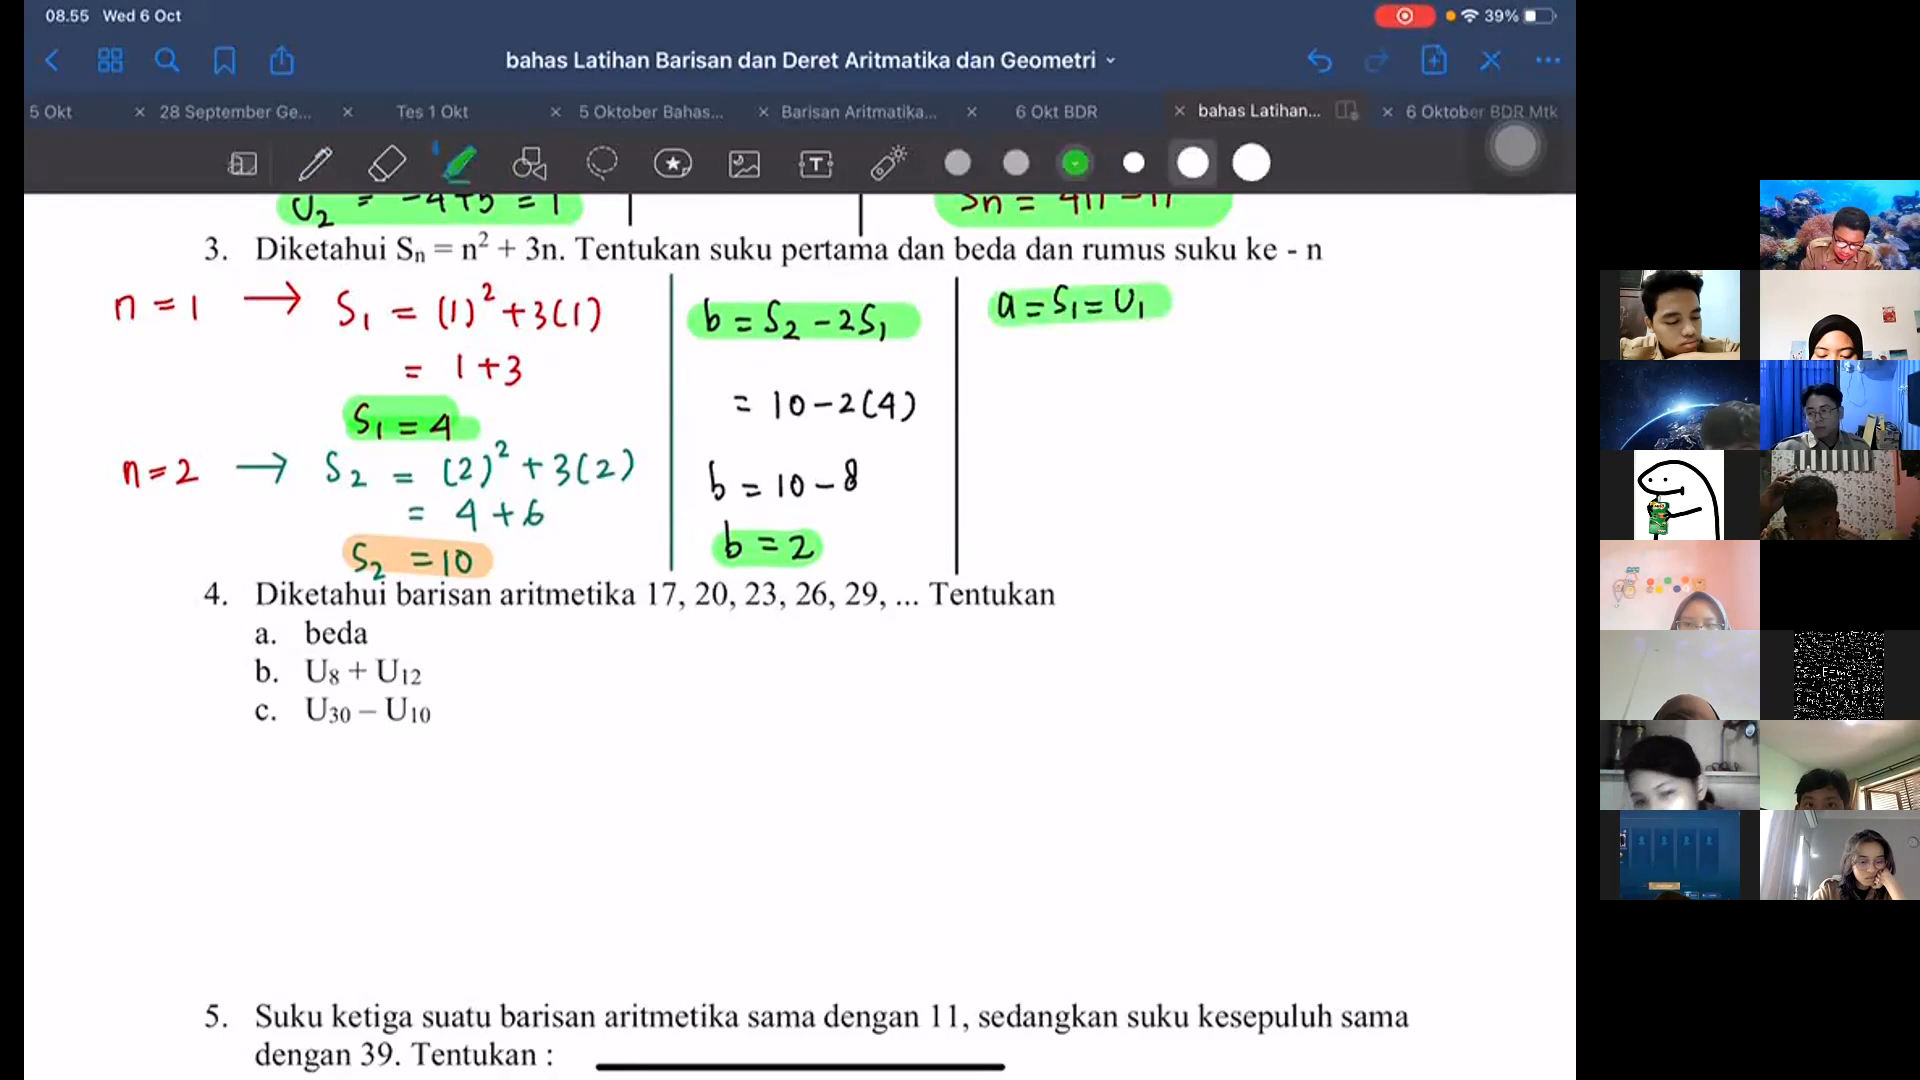 08.55 Wed 6 Oct
39%
bahas Latihan Barisan dan Deret Aritmatika dan Geometri
5 Okt
28 September Ge...
Tes 1 Okt
5 Oktober Bahas...
Barisan Aritmatika...
6 Okt BDR
bahas Latihan...
6 Oktober BDR Mtk
U₂ = -4+5 = 1
3. Diketahui Sₙ = n² + 3n. Tentukan suku pertama dan beda dan rumus suku ke - n
n = 1 → S₁ = (1)² + 3(1)
= 1 + 3
S₁ = 4
n = 2 → S₂ = (2)² + 3(2)
= 4 + 6
S₂ = 10
b = S₂ - 2S₁
= 10 - 2(4)
b = 10 - 8
b = 2
a = S₁ = U₁
4. Diketahui barisan aritmetika 17, 20, 23, 26, 29, ... Tentukan
a. beda
b. U₈ + U₁₂
c. U₃₀ – U₁₀
5. Suku ketiga suatu barisan aritmetika sama dengan 11, sedangkan suku kesepuluh sama
dengan 39. Tentukan :